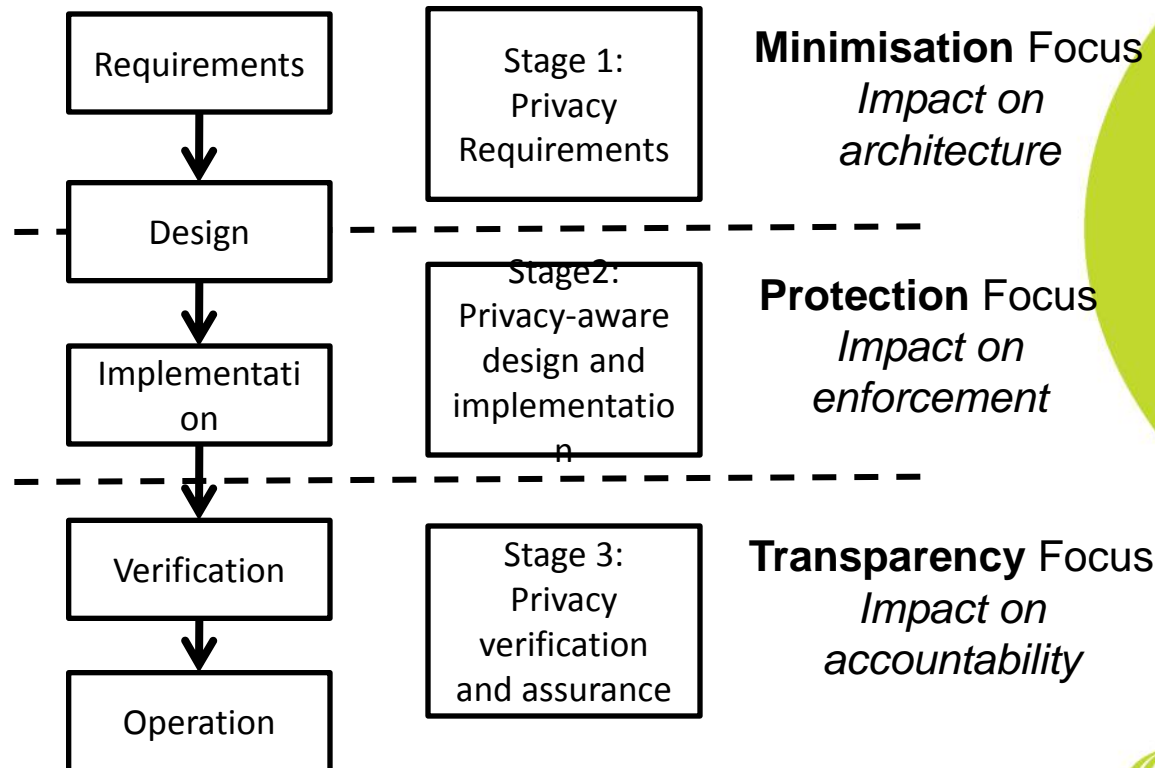 Requirements
Stage 1:
Privacy
Requirements
Minimisation Focus
Impact on
architecture
Design
Stage2:
Privacy-aware
design and
implementatio
n
Protection Focus
Impact on
enforcement
Implementati
on
Verification
Stage 3:
Privacy
verification
and assurance
Transparency Focus
Impact on
accountability
Operation